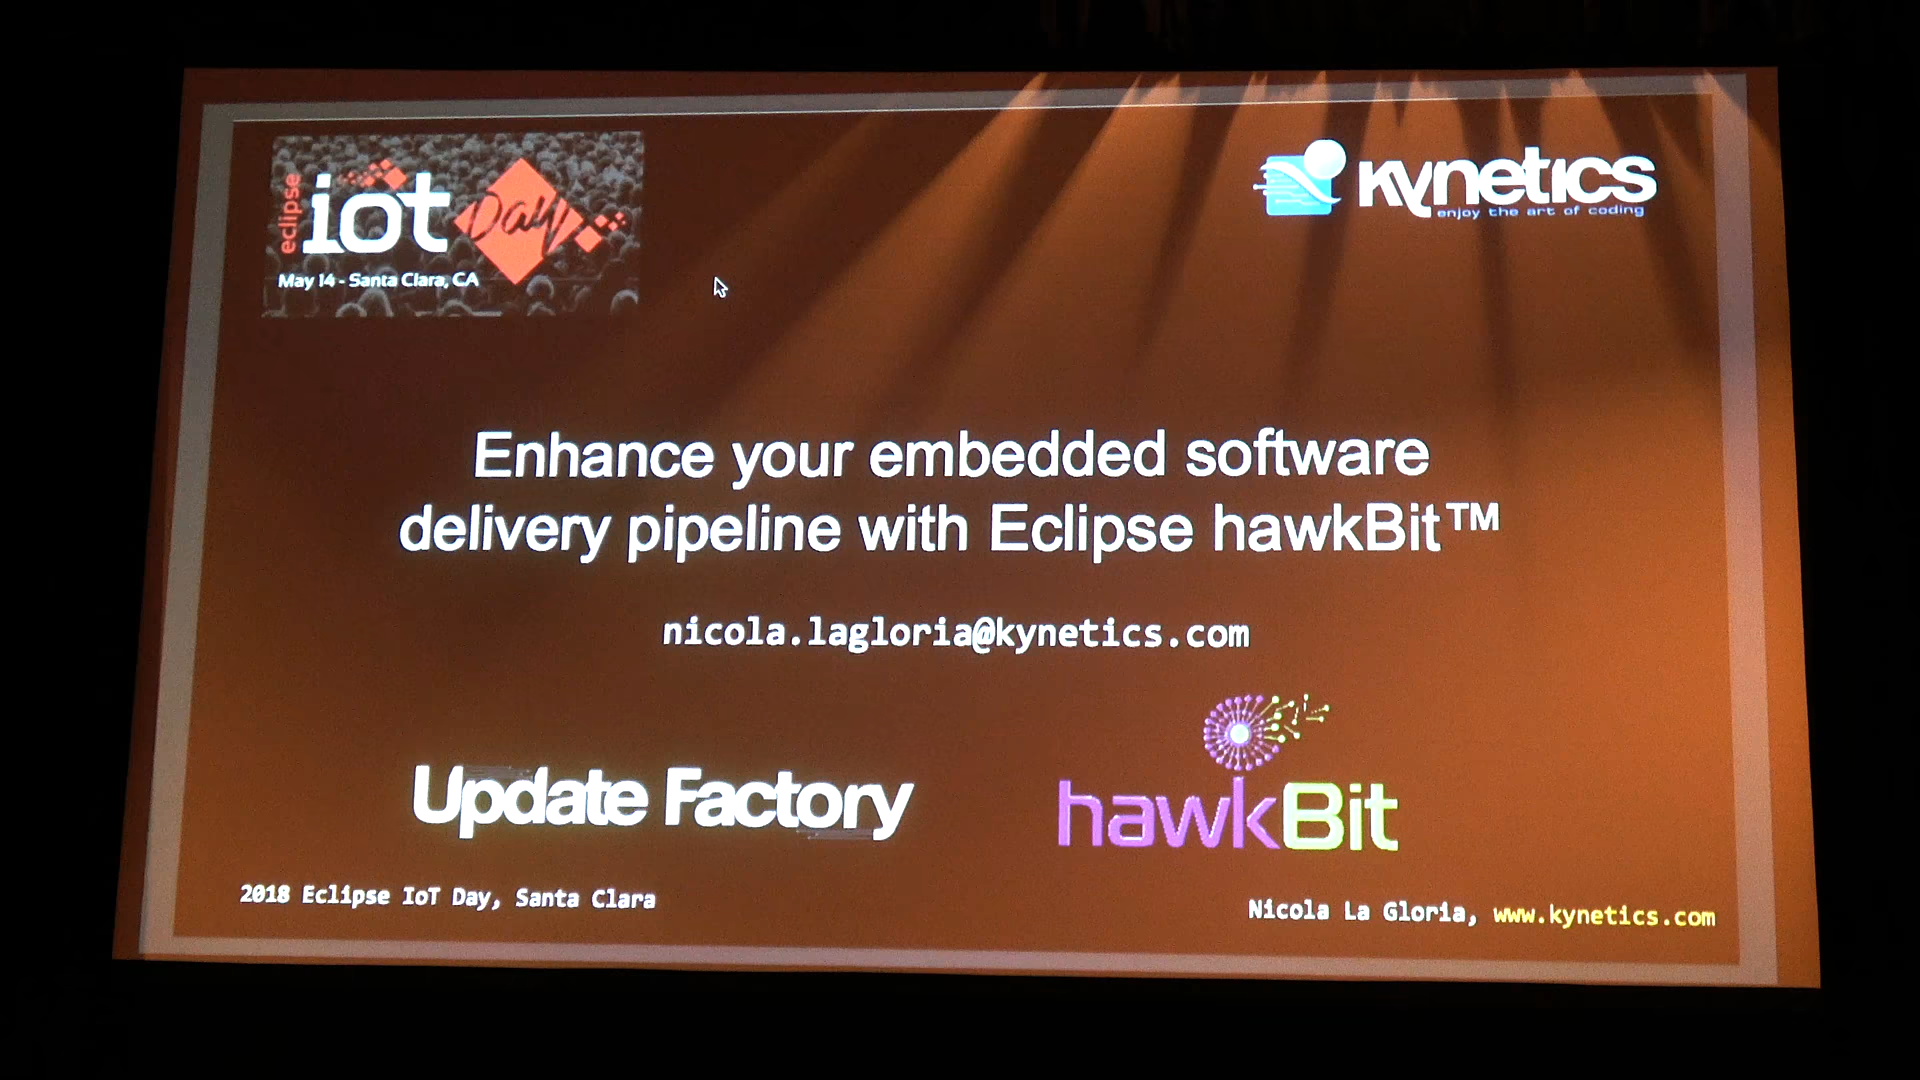 eclipse
iot Day
May 14 - Santa Clara, CA
kynetics
enjoy the art of coding
Enhance your embedded software
delivery pipeline with Eclipse hawkBit™
nicola.lagloria@kynetics.com
Update Factory
hawkBit
2018 Eclipse IoT Day, Santa Clara
Nicola La Gloria, www.kynetics.com